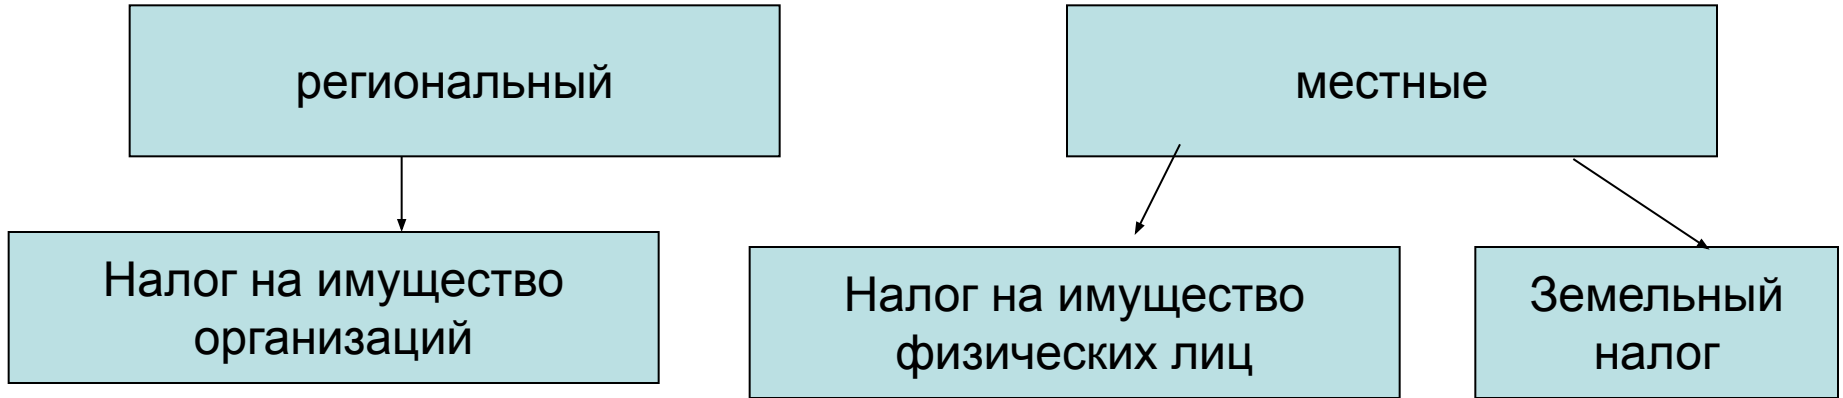 региональный
местные
Налог на имущество
организаций
Налог на имущество
физических лиц
Земельный
налог